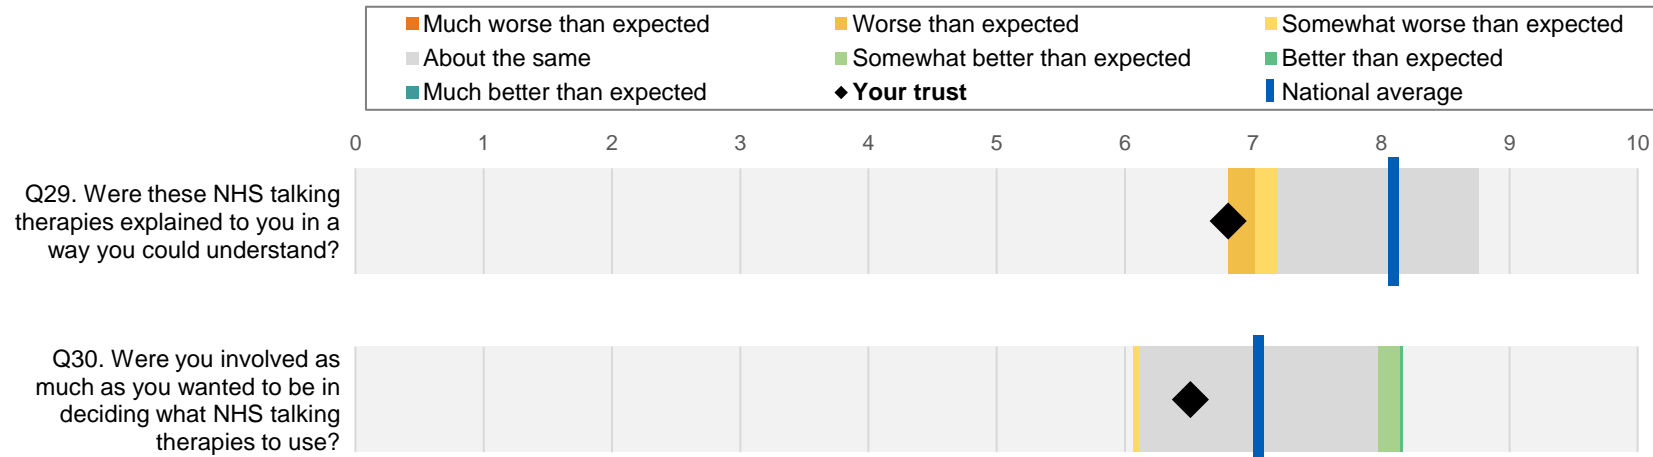 Much worse than expected
Worse than expected
Somewhat worse than expected
About the same
Somewhat better than expected
Better than expected
Much better than expected
Your trust
National average
0 1 2 3 4 5 6 7 8 9 10
Q29. Were these NHS talking
therapies explained to you in a
way you could understand?
Q30. Were you involved as
much as you wanted to be in
deciding what NHS talking
therapies to use?